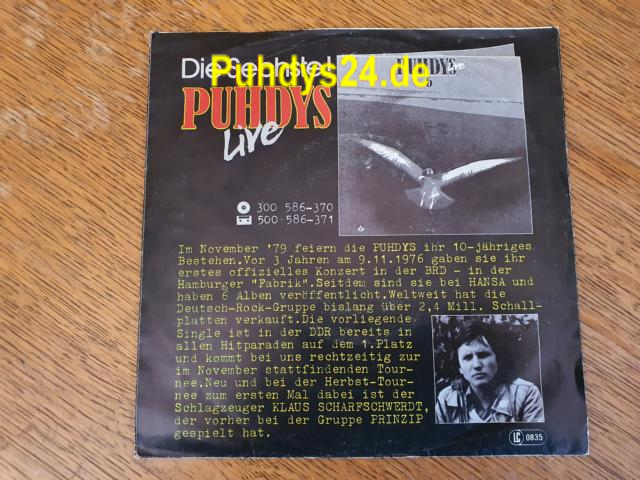 Puhdys24.de
Die
PUHDYS
Live
PUHDYS live
300 586-370
500 586-371
Im November '79 feiern die PUHDYS ihr 10-jähriges
Bestehen.Vor 3 Jahren am 9.11.1976 gaben sie ihr
erstes offizielles Konzert in der BRD - in der
Hamburger "Fabrik".Seitdem sind sie bei HANSA und
haben 6 Alben veröffentlicht.Weltweit hat die
Deutsch-Rock-Gruppe bislang über 2,4 Mill. Schall-
platten verkauft.Die vorliegende
Single ist in der DDR bereits in
allen Hitparaden auf dem 1.Platz
und kommt bei uns rechtzeitig zur
im November stattfindenden Tour-
nee.Neu und bei der Herbst-Tour-
nee zum ersten Mal dabei ist der
Schlagzeuger KLAUS SCHARFSCHWERDT,
der vorher bei der Gruppe PRINZIP
gespielt hat.
LC 0835